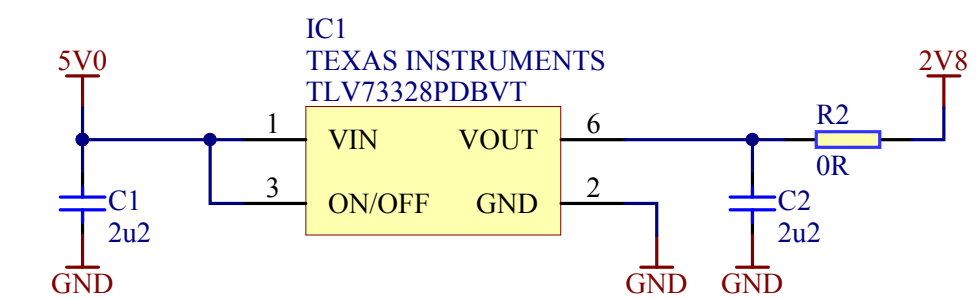 IC1
5V0
TEXAS INSTRUMENTS
2V8
TLV73328PDBVT
1
VIN
VOUT
6
R2
0R
3
ON/OFF
GND
2
C1
2u2
C2
2u2
GND
GND
GND